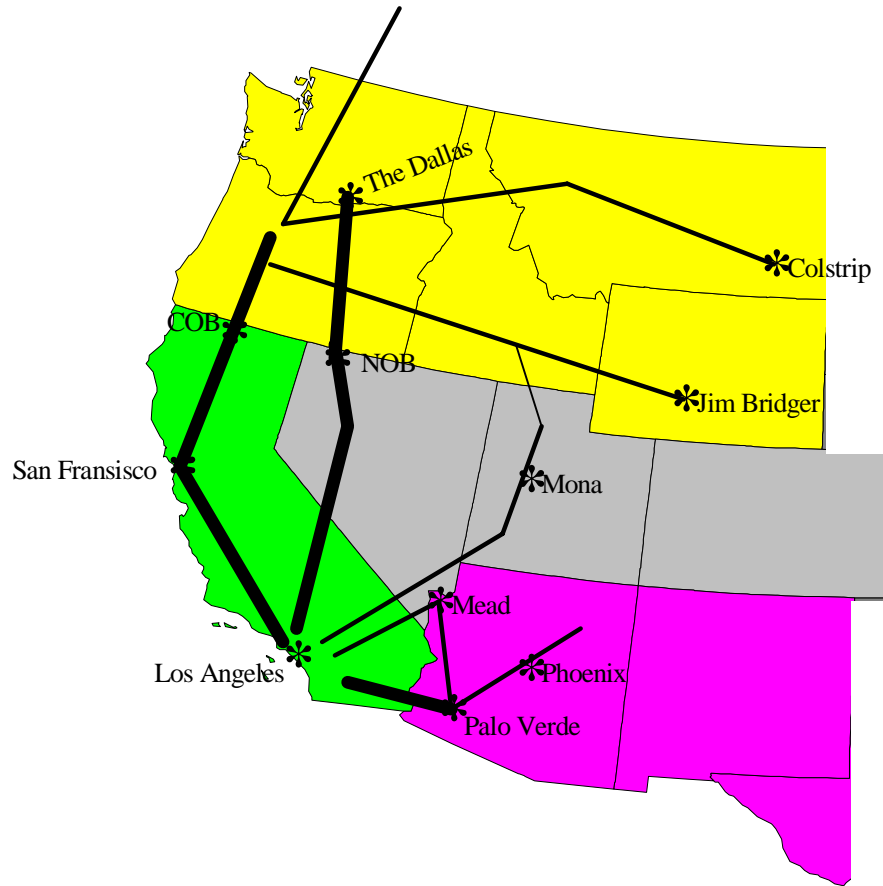 The Dallas
Colstrip
COB
NOB
Jim Bridger
San Fransisco
Mona
Mead
Los Angeles
Phoenix
Palo Verde